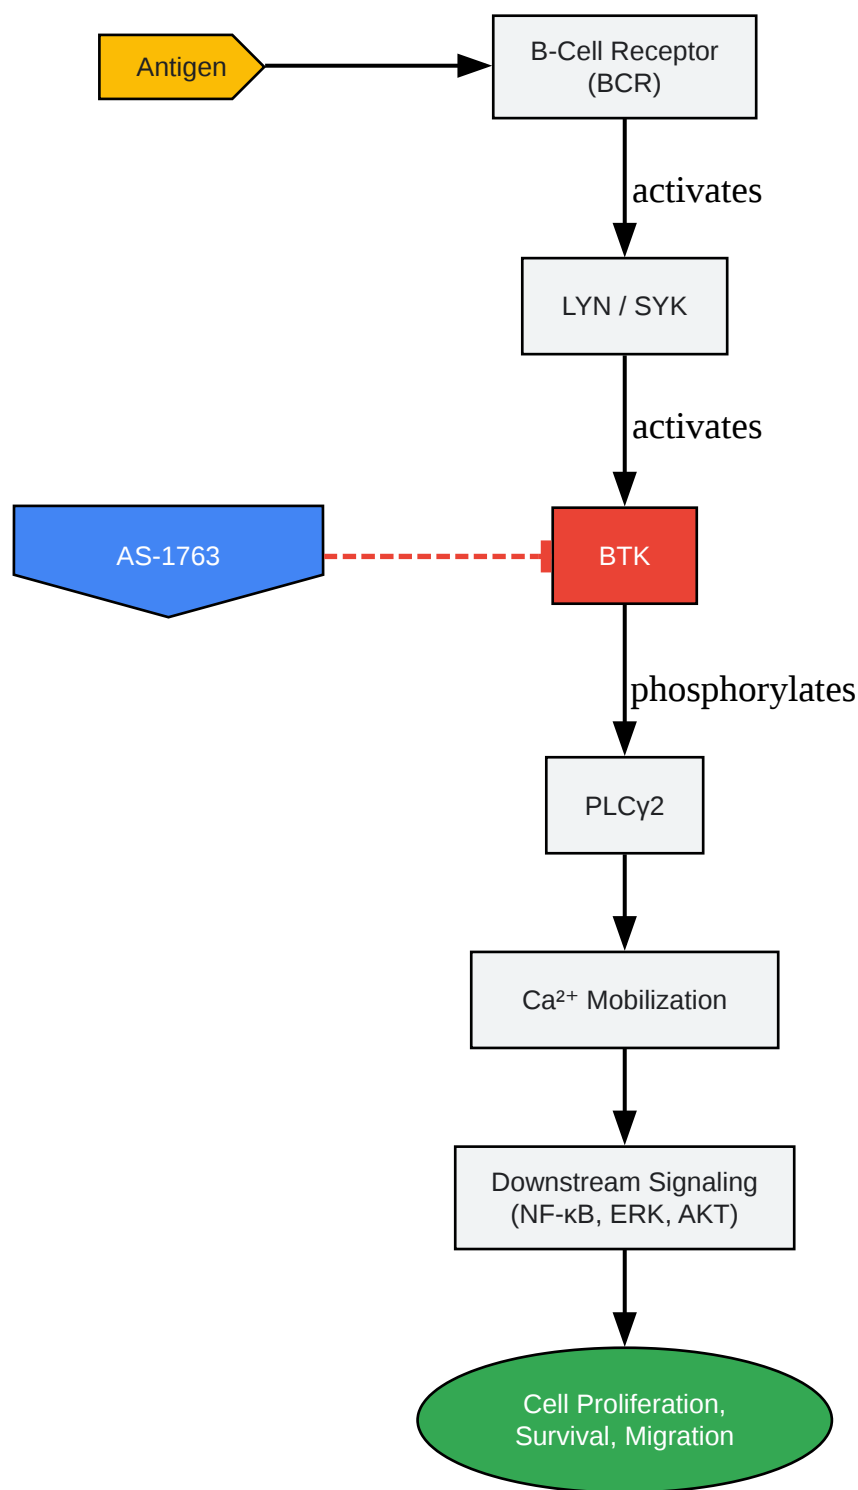 Antigen
B-Cell Receptor
(BCR)
activates
LYN / SYK
activates
AS-1763
BTK
phosphorylates
PLCγ2
Ca²⁺ Mobilization
Downstream Signaling
(NF-κB, ERK, AKT)
Cell Proliferation,
Survival, Migration